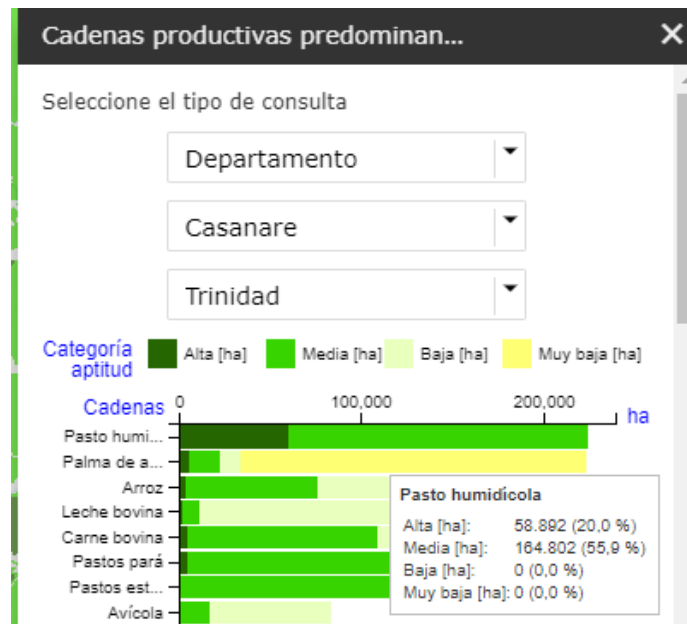 Cadenas productivas predominan...
Seleccione el tipo de consulta
Departamento
Casanare
Trinidad
Categoría aptitud
Alta [ha] Media [ha] Baja [ha] Muy baja [ha]
Cadenas 0 100,000 200,000 ha
Pasto humi...
Palma de a...
Arroz
Leche bovina
Carne bovina
Pastos pará
Pastos est...
Avícola
Pasto humidícola
Alta [ha]: 58.892 (20,0 %)
Media [ha]: 164.802 (55,9 %)
Baja [ha]: 0 (0,0 %)
Muy baja [ha]: 0 (0,0 %)